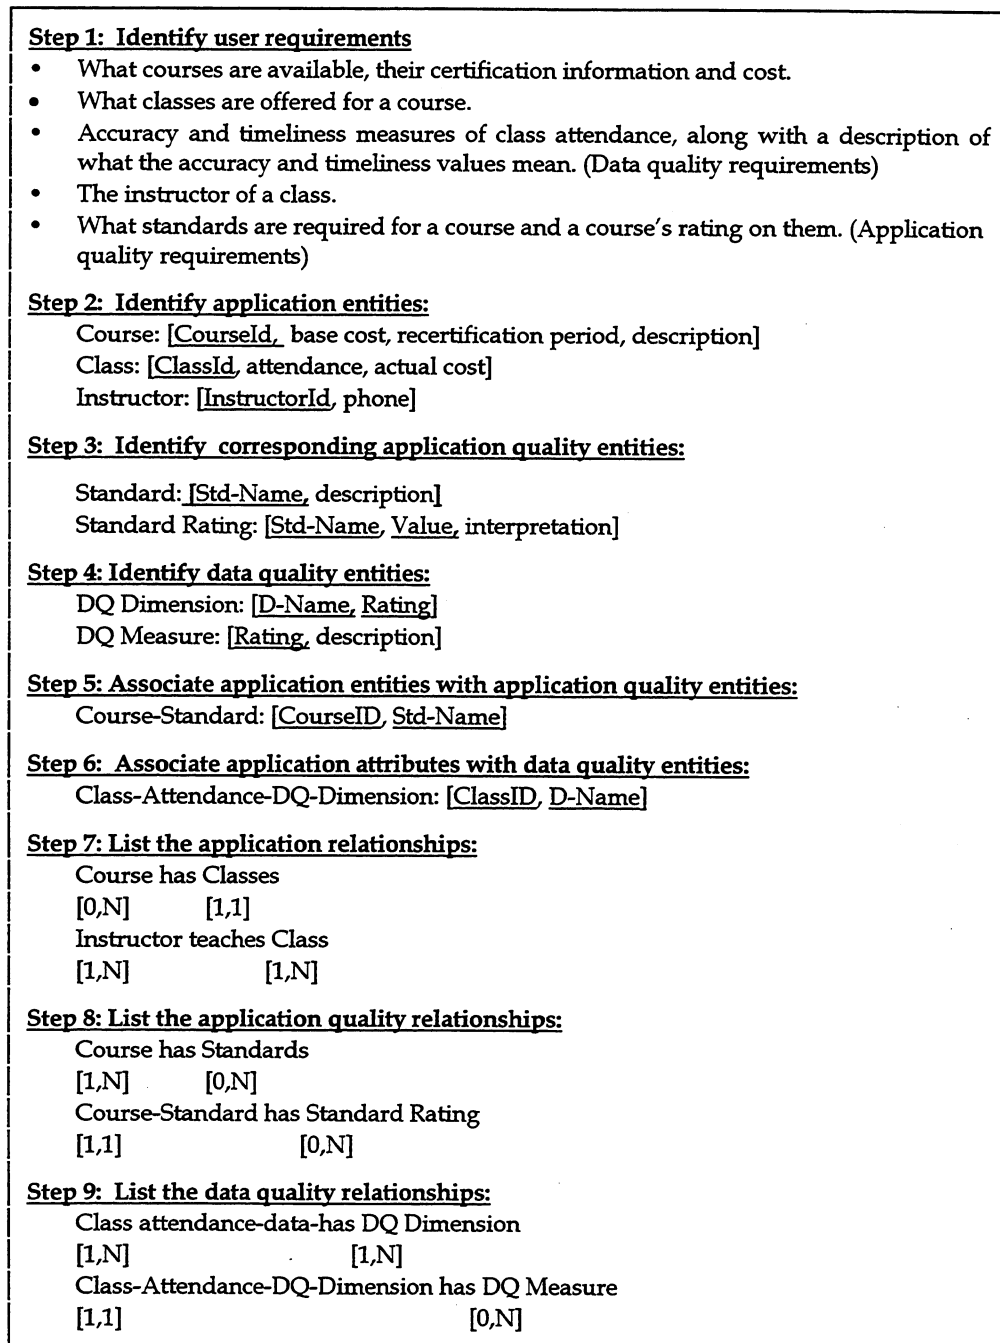 Step 1: Identify user requirements
• What courses are available, their certification information and cost.
• What classes are offered for a course.
• Accuracy and timeliness measures of class attendance, along with a description of
what the accuracy and timeliness values mean. (Data quality requirements)
• The instructor of a class.
• What standards are required for a course and a course's rating on them. (Application
quality requirements)
Step 2: Identify application entities:
Course: [CourseId, base cost, recertification period, description]
Class: [ClassId, attendance, actual cost]
Instructor: [InstructorId, phone]
Step 3: Identify corresponding application quality entities:
Standard: [Std-Name, description]
Standard Rating: [Std-Name, Value, interpretation]
Step 4: Identify data quality entities:
DQ Dimension: [D-Name, Rating]
DQ Measure: [Rating, description]
Step 5: Associate application entities with application quality entities:
Course-Standard: [CourseID, Std-Name]
Step 6: Associate application attributes with data quality entities:
Class-Attendance-DQ-Dimension: [ClassID, D-Name]
Step 7: List the application relationships:
Course has Classes
[0,N] [1,1]
Instructor teaches Class
[1,N] [1,N]
Step 8: List the application quality relationships:
Course has Standards
[1,N] [0,N]
Course-Standard has Standard Rating
[1,1] [0,N]
Step 9: List the data quality relationships:
Class attendance-data-has DQ Dimension
[1,N] [1,N]
Class-Attendance-DQ-Dimension has DQ Measure
[1,1] [0,N]